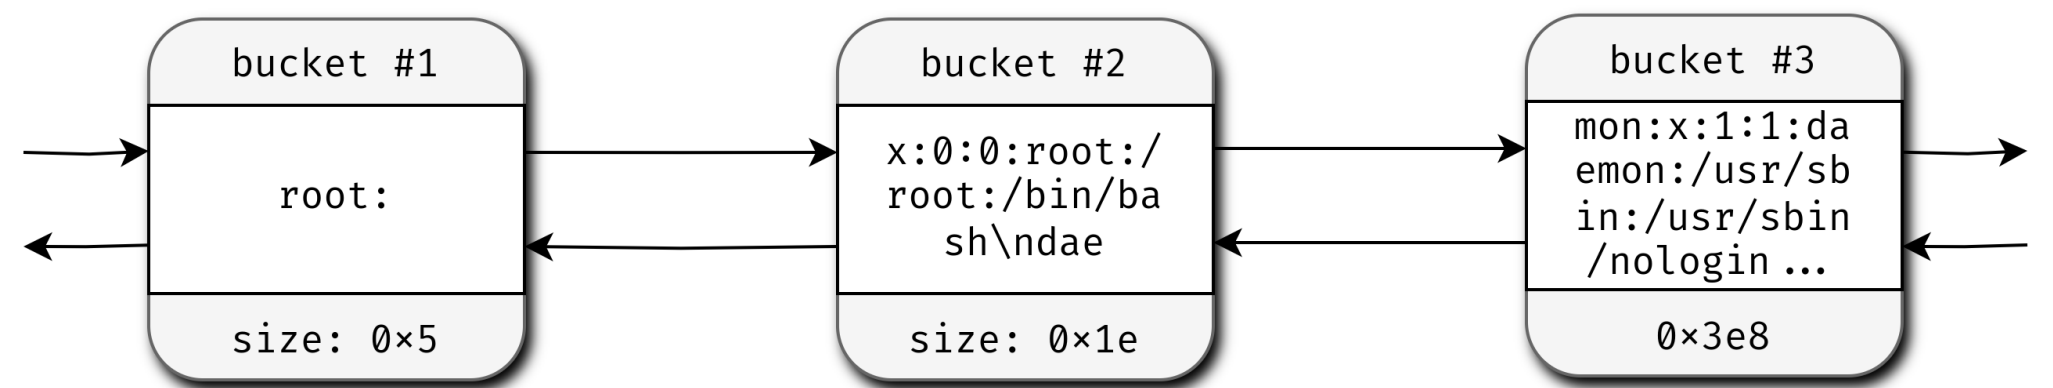 bucket #1
root:
size: 0×5
bucket #2
x:0:0:root:/
root:/bin/ba
sh\ndae
size: 0×1e
bucket #3
mon:x:1:1:da
emon:/usr/sb
in:/usr/sbin
/nologin...
0×3e8